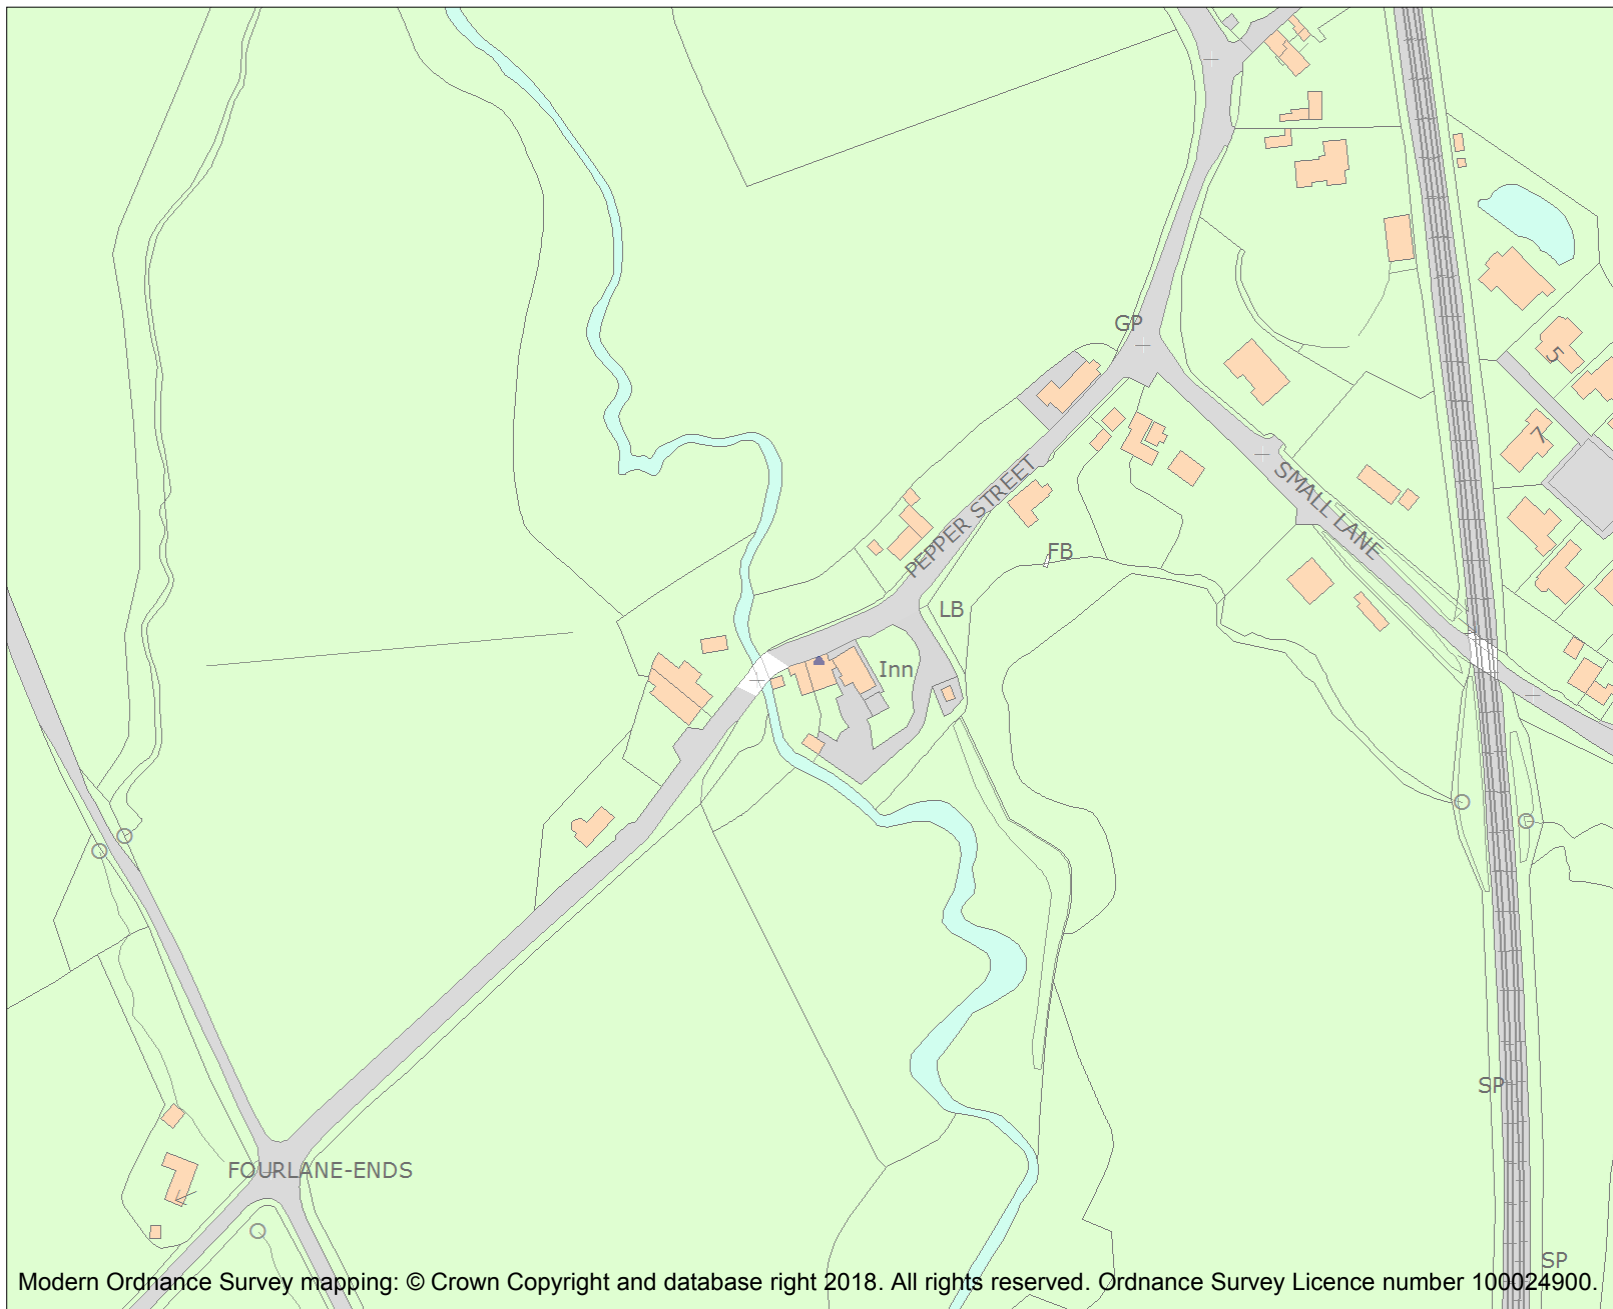 GP
5
7
PEPPER STREET
SMALL LANE
FB
LB
Inn
SP
FOURLANE-ENDS
SP
Modern Ordnance Survey mapping: © Crown Copyright and database right 2018. All rights reserved. Ordnance Survey Licence number 100024900.